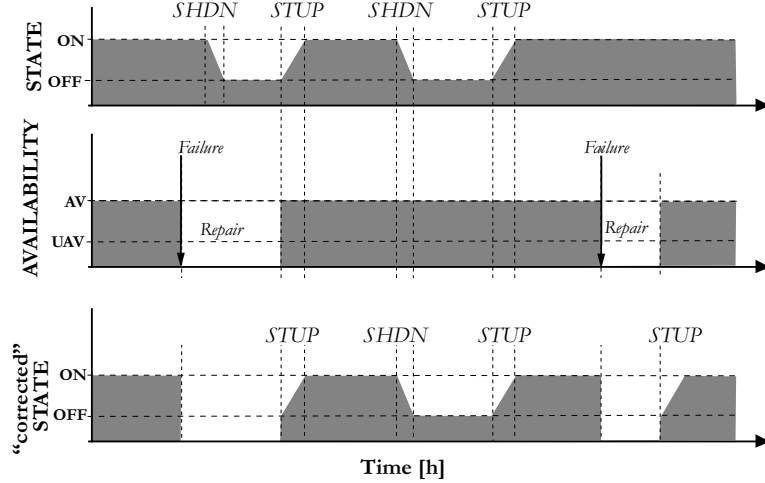 SHDN STUP SHDN STUP
STATE
ON
OFF
AVAILABILITY
Failure Failure
AV
Repair Repair
UAV
SHDN
STUP STUP STUP
“corrected”
STATE
ON
OFF
Time [h]